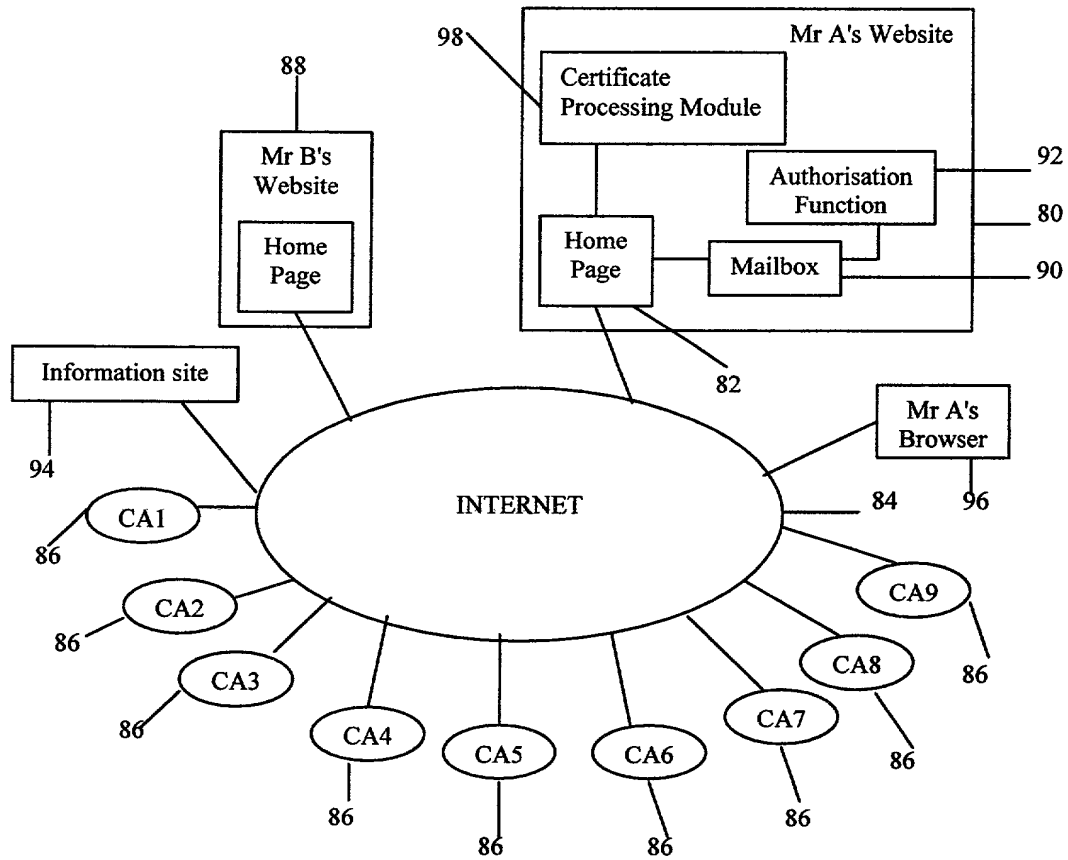 98
Mr A's Website
88
Certificate
Processing Module
Mr B's
Website
92
Authorisation
Function
80
Home
Page
Home
Page
Mailbox
90
Information site
82
Mr A's
Browser
94
INTERNET
84
96
CA1
86
CA2
CA9
86
CA3
CA8
86
86
CA4
CA7
86
CA5
CA6
86
86
86
86
86